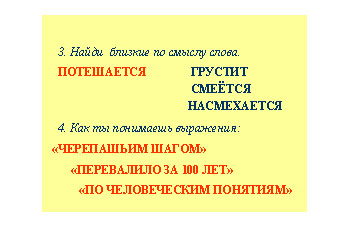 3. Найди близкие по смыслу слова.
ПОТЕШАЕТСЯ ГРУСТИТ
СМЕЁТСЯ
НАСМЕХАЕТСЯ
4. Как ты понимаешь выражения:
«ЧЕРЕПАШЬИМ ШАГОМ»
«ПЕРЕВАЛИЛО ЗА 100 ЛЕТ»
«ПО ЧЕЛОВЕЧЕСКИМ ПОНЯТИЯМ»